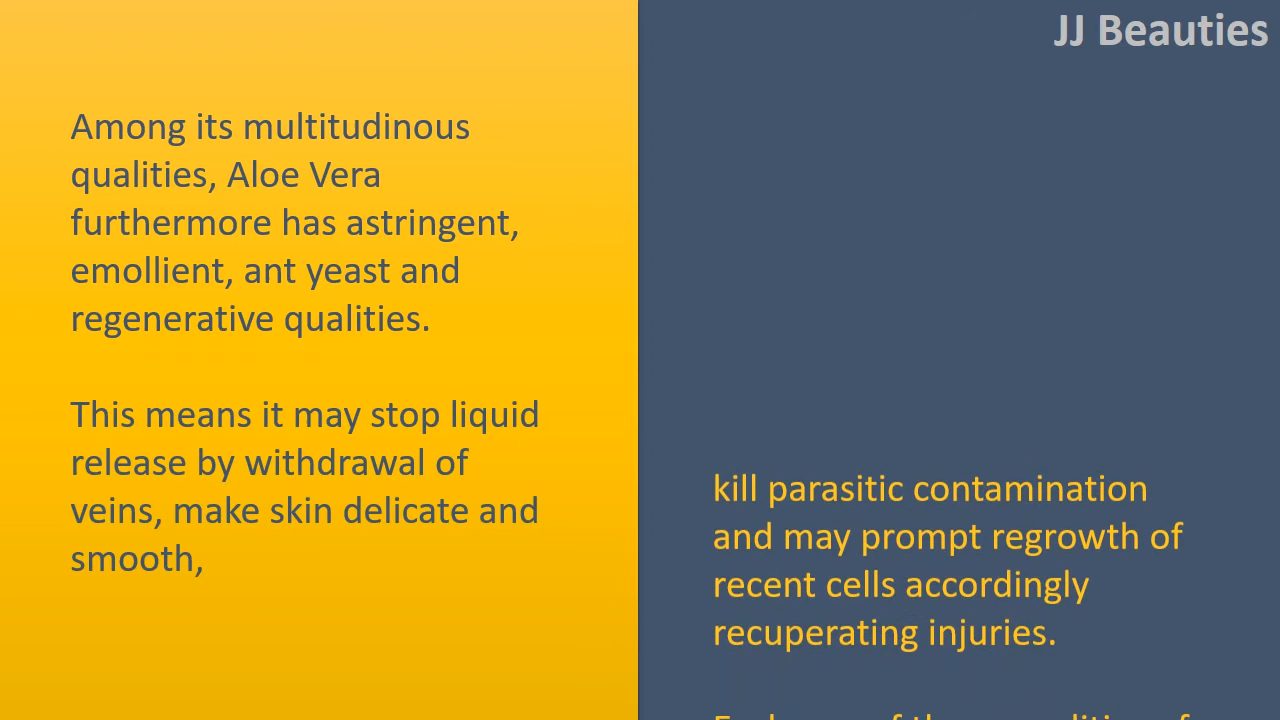 JJ Beauties
Among its multitudinous
qualities, Aloe Vera
furthermore has astringent,
emollient, ant yeast and
regenerative qualities.
This means it may stop liquid
release by withdrawal of
veins, make skin delicate and
smooth,
kill parasitic contamination
and may prompt regrowth of
recent cells accordingly
recuperating injuries.